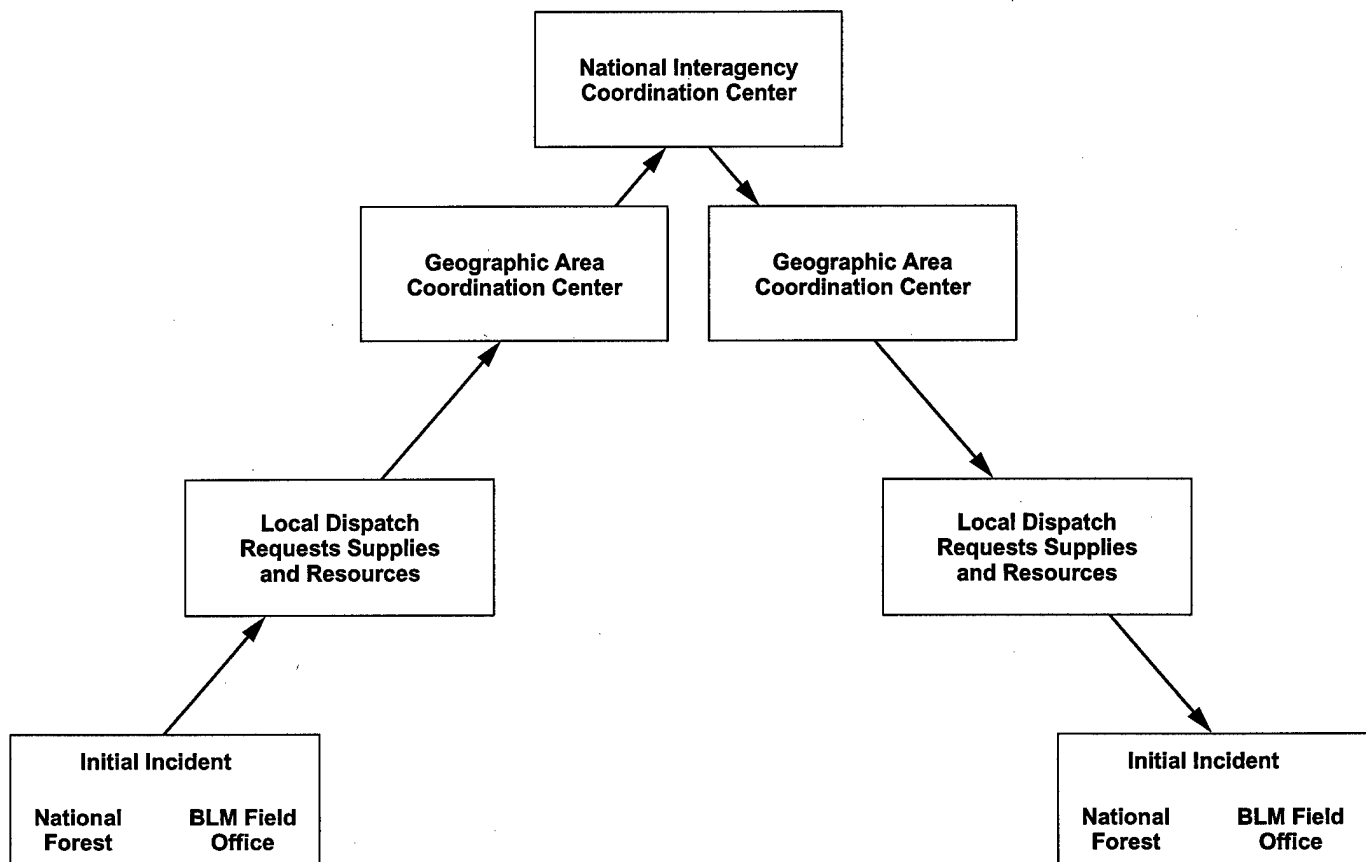 National Interagency
Coordination Center
Geographic Area
Coordination Center
Geographic Area
Coordination Center
Local Dispatch
Requests Supplies
and Resources
Local Dispatch
Requests Supplies
and Resources
Initial Incident
National
Forest
BLM Field
Office
Initial Incident
National
Forest
BLM Field
Office